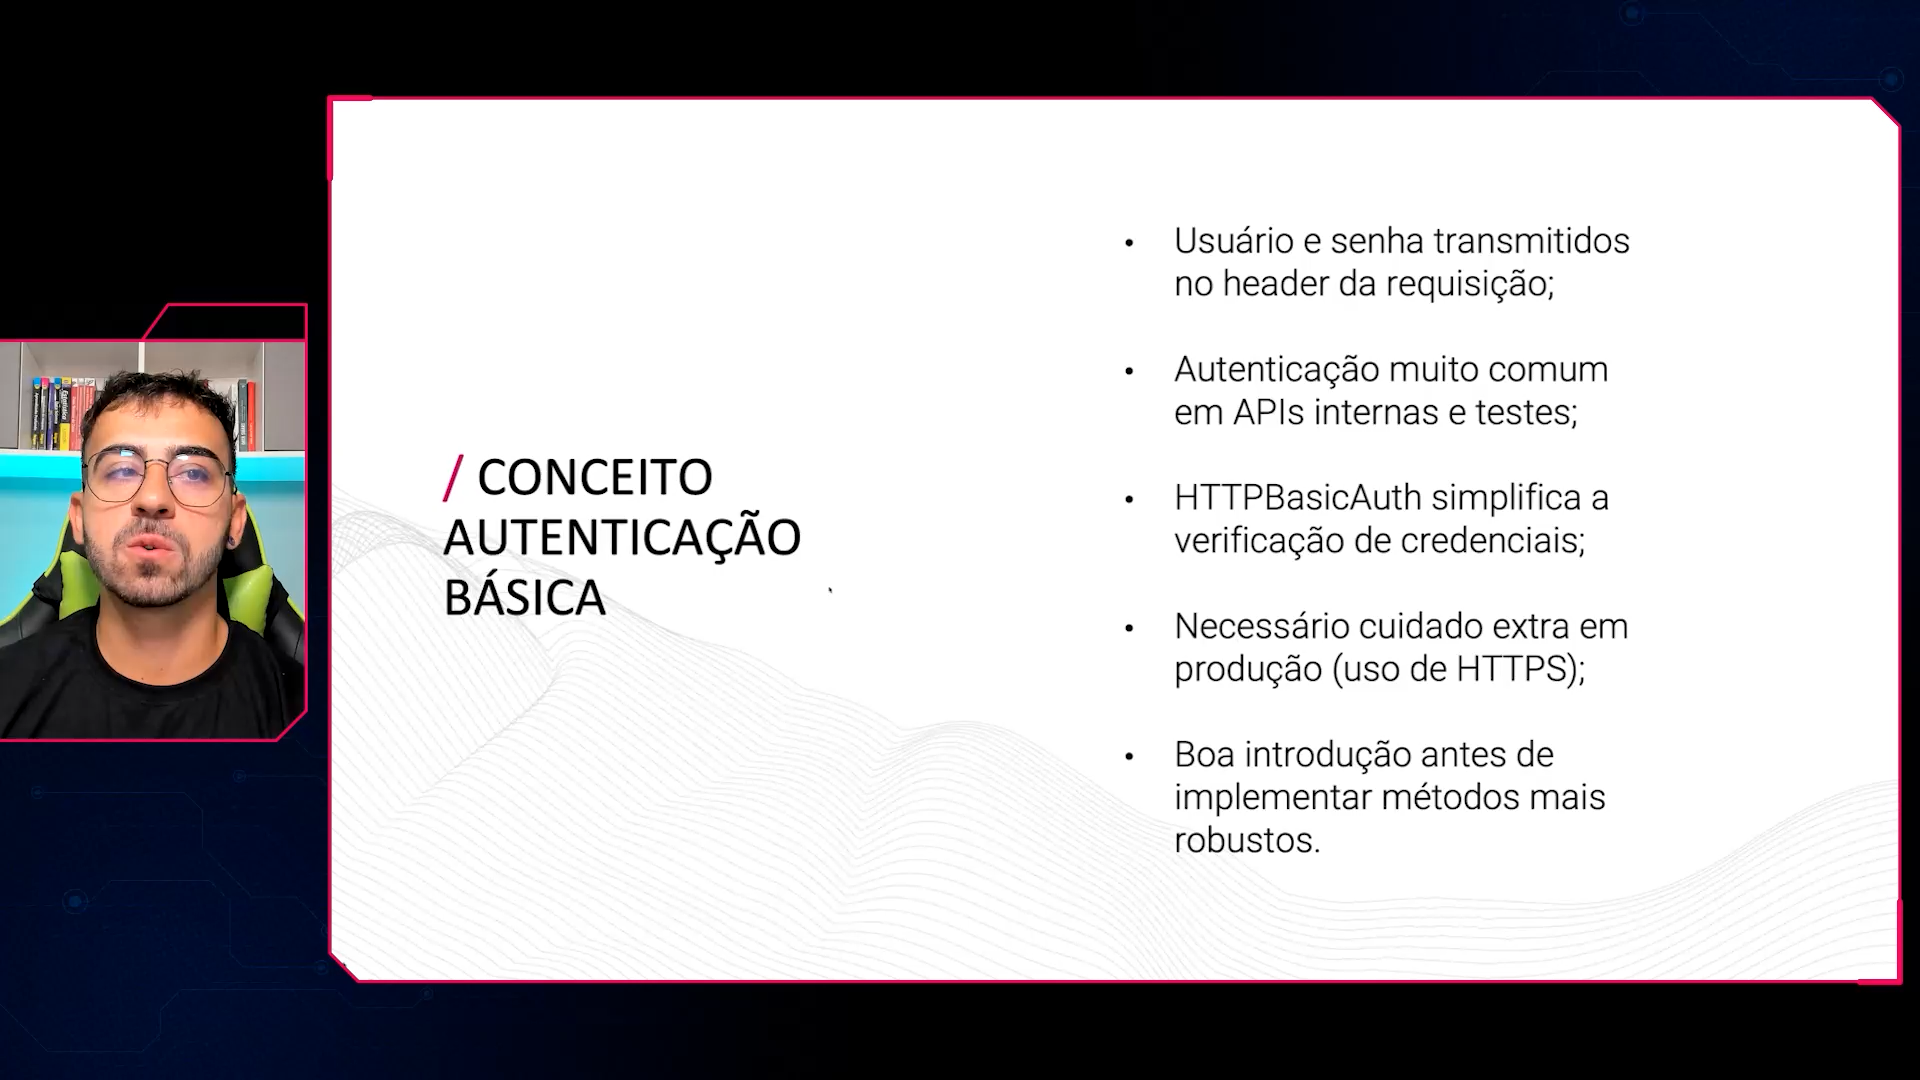 / CONCEITO
AUTENTICAÇÃO
BÁSICA
• Usuário e senha transmitidos
no header da requisição;
• Autenticação muito comum
em APIs internas e testes;
• HTTPBasicAuth simplifica a
verificação de credenciais;
• Necessário cuidado extra em
produção (uso de HTTPS);
• Boa introdução antes de
implementar métodos mais
robustos.